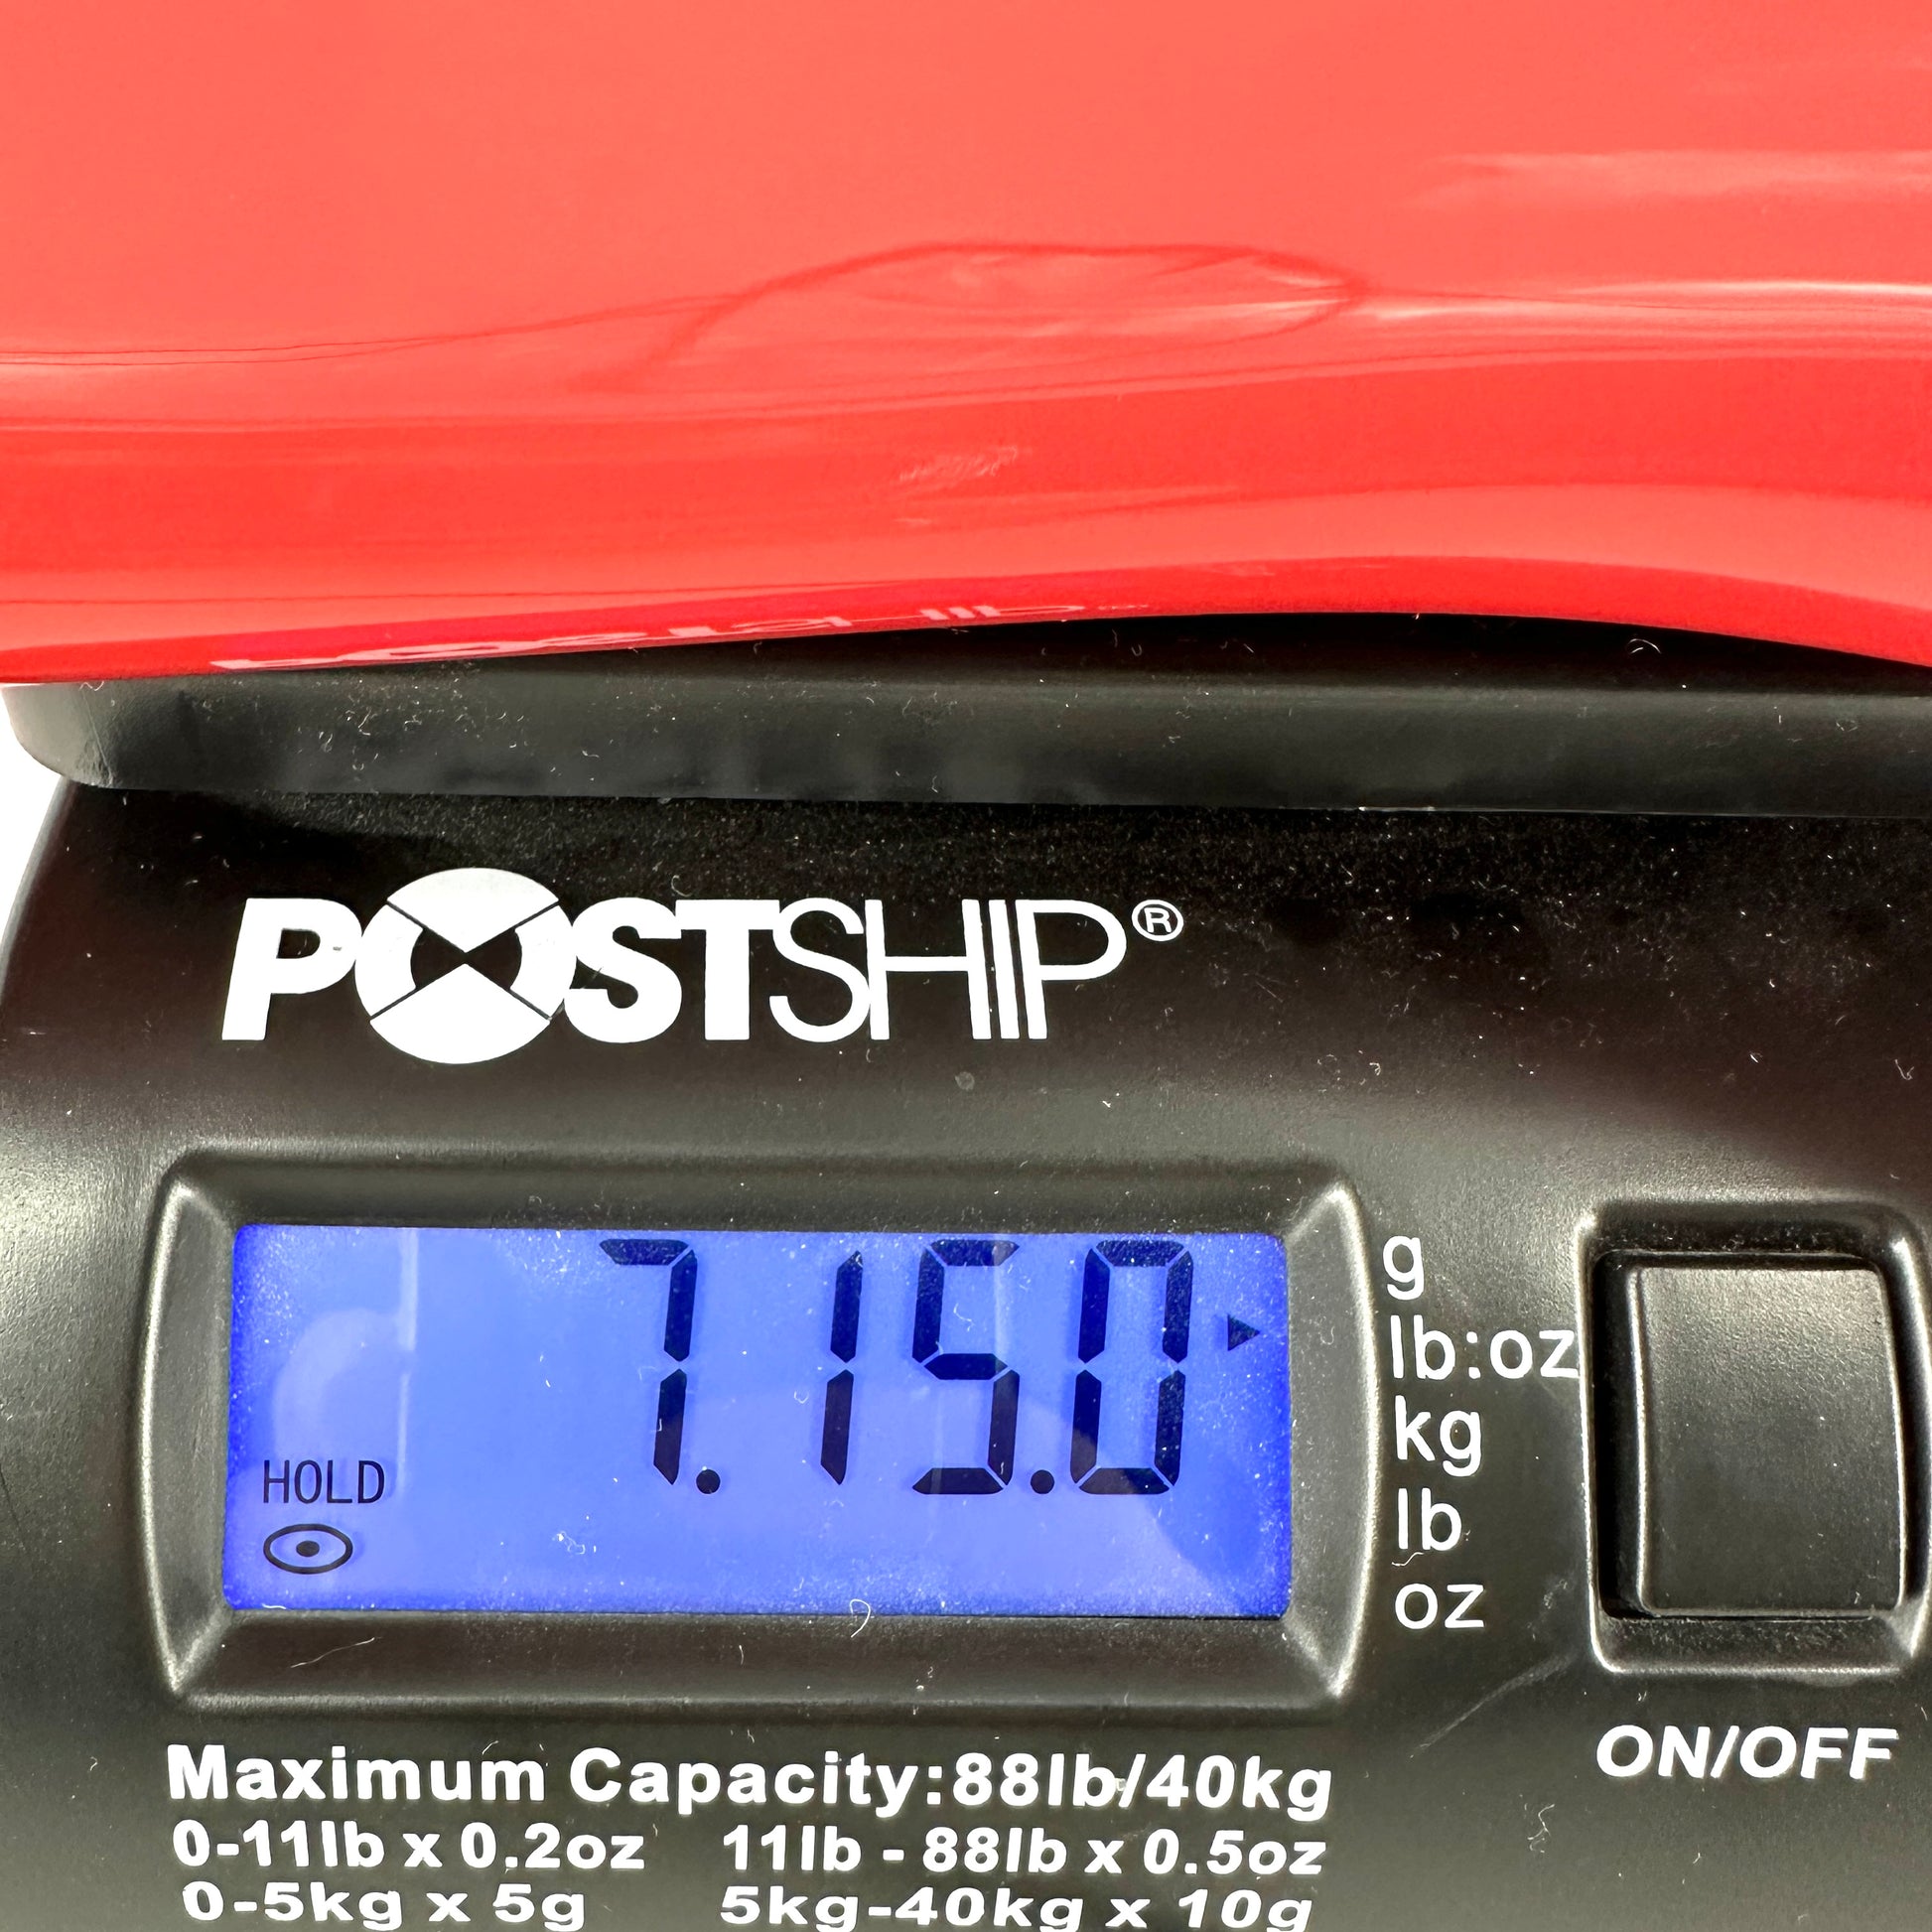 POSTSHIP®
7.15.0
HOLD
g
lb:oz
kg
lb
oz
ON/OFF
Maximum Capacity:88lb/40kg
0-11lb x 0.2oz 11lb - 88lb x 0.5oz
0-5kg x 5g 5kg-40kg x 10g